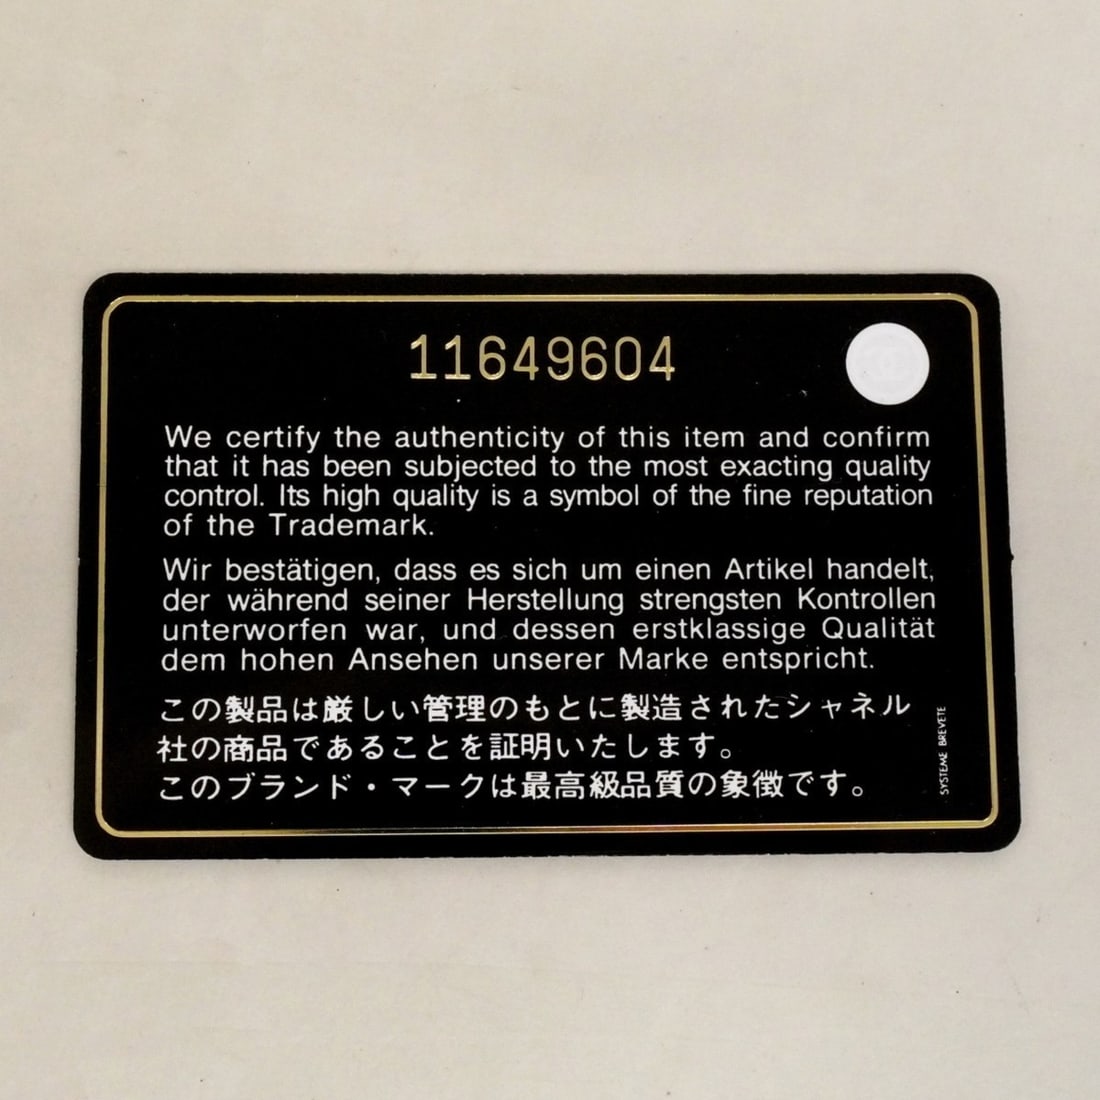 11649604
We certify the authenticity of this item and confirm
that it has been subjected to the most exacting quality
control. Its high quality is a symbol of the fine reputation
of the Trademark.
Wir bestätigen, dass es sich um einen Artikel handelt,
der während seiner Herstellung strengsten Kontrollen
unterworfen war, und dessen erstklassige Qualität
dem hohen Ansehen unserer Marke entspricht.
この製品は厳しい管理のもとに製造されたシャネル
社の商品であることを証明いたします。
このブランド・マークは最高級品質の象徴です。
SYSTEME BREVETE